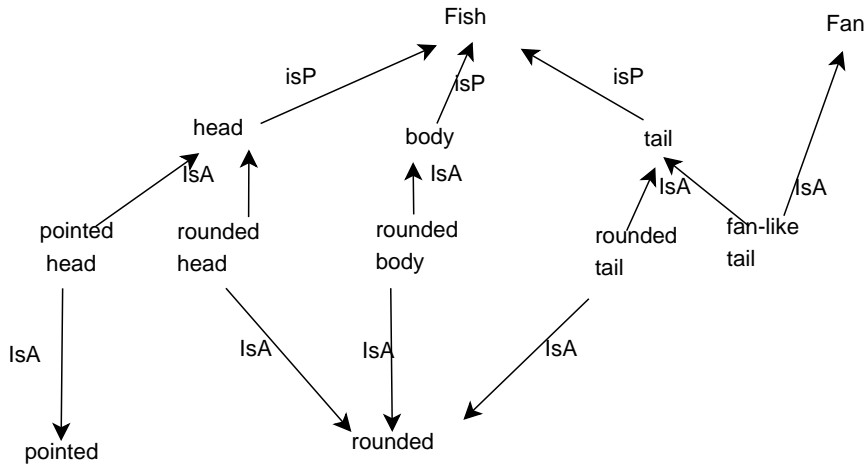 Fish
Fan
isP
isP
isP
head
body
tail
IsA
IsA
IsA
IsA
pointed
head
rounded
head
rounded
body
rounded
tail
fan-like
tail
IsA
IsA
IsA
IsA
pointed
rounded